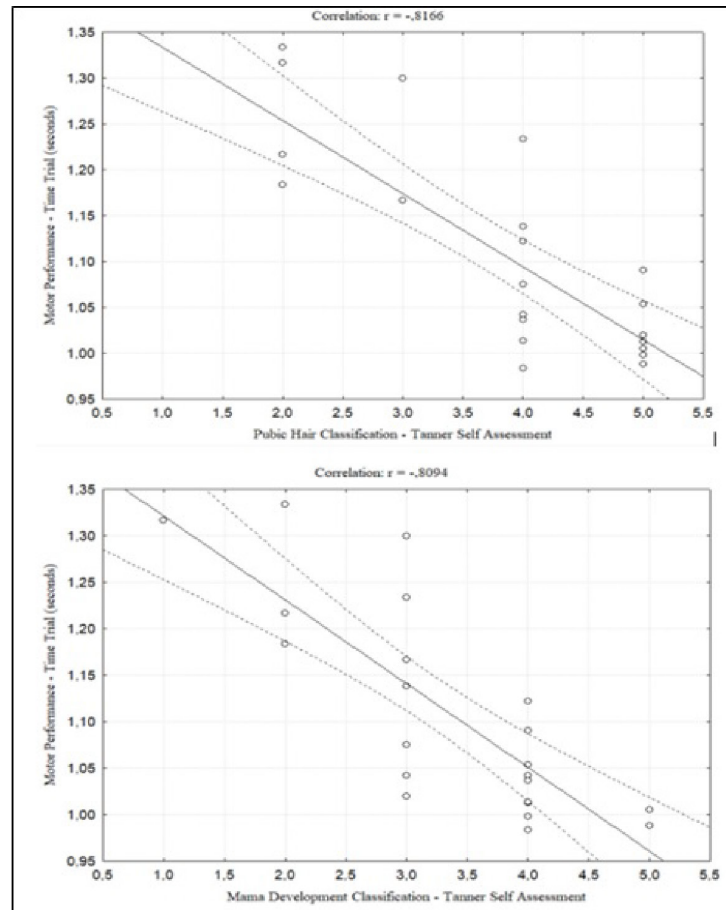 Correlation: r = -,8166
1,35
1,30
1,25
1,20
1,15
1,10
1,05
1,00
0,95
Motor Performance - Time Trial (seconds)
0,5 1,0 1,5 2,0 2,5 3,0 3,5 4,0 4,5 5,0 5,5
Pubic Hair Classification - Tanner Self Assessment
Correlation: r = -,8094
1,35
1,30
1,25
1,20
1,15
1,10
1,05
1,00
0,95
Motor Performance - Time Trial (seconds)
0,5 1,0 1,5 2,0 2,5 3,0 3,5 4,0 4,5 5,0 5,5
Mama Development Classification - Tanner Self Assessment